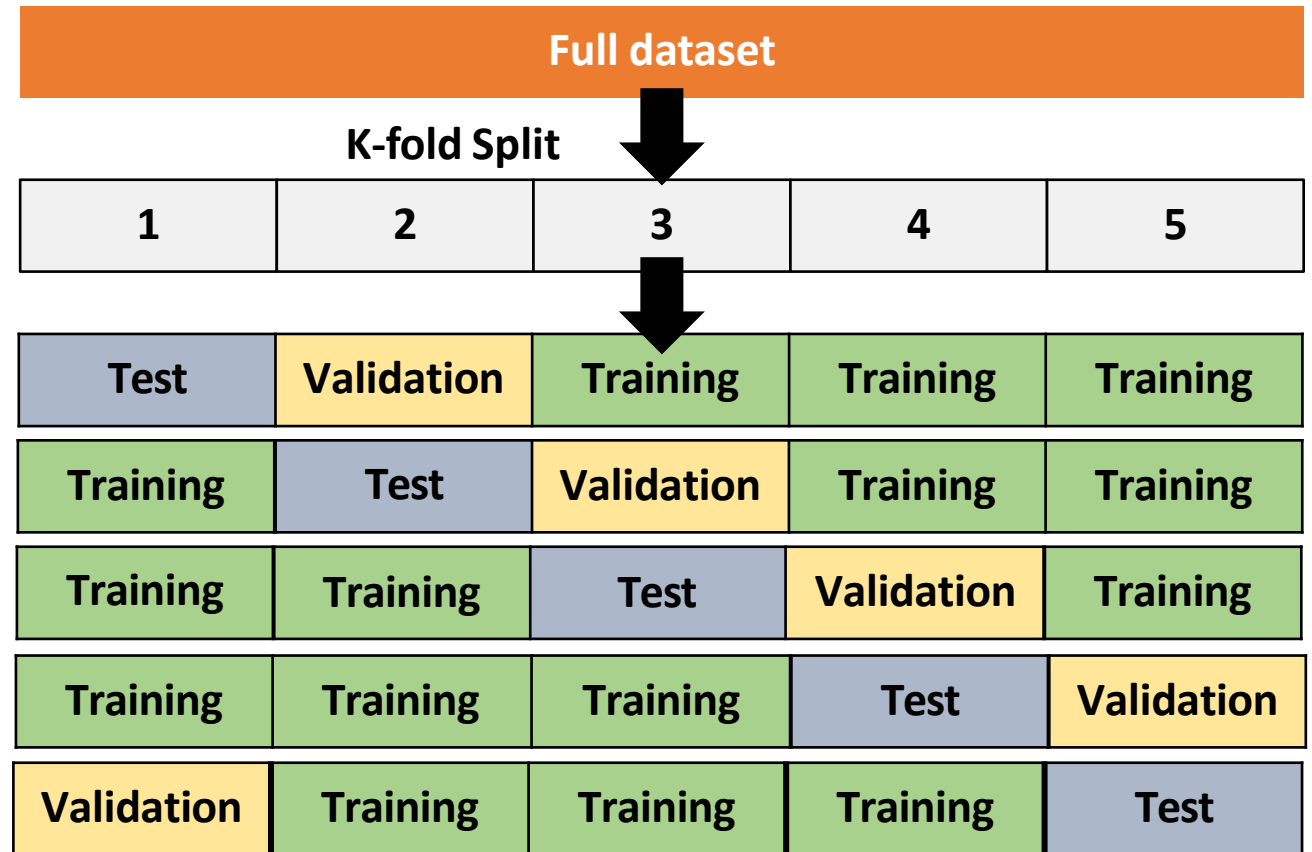 Full dataset
K-fold Split
1 2 3 4 5
Test Validation Training Training Training
Training Test Validation Training Training
Training Training Test Validation Training
Training Training Training Test Validation
Validation Training Training Training Test